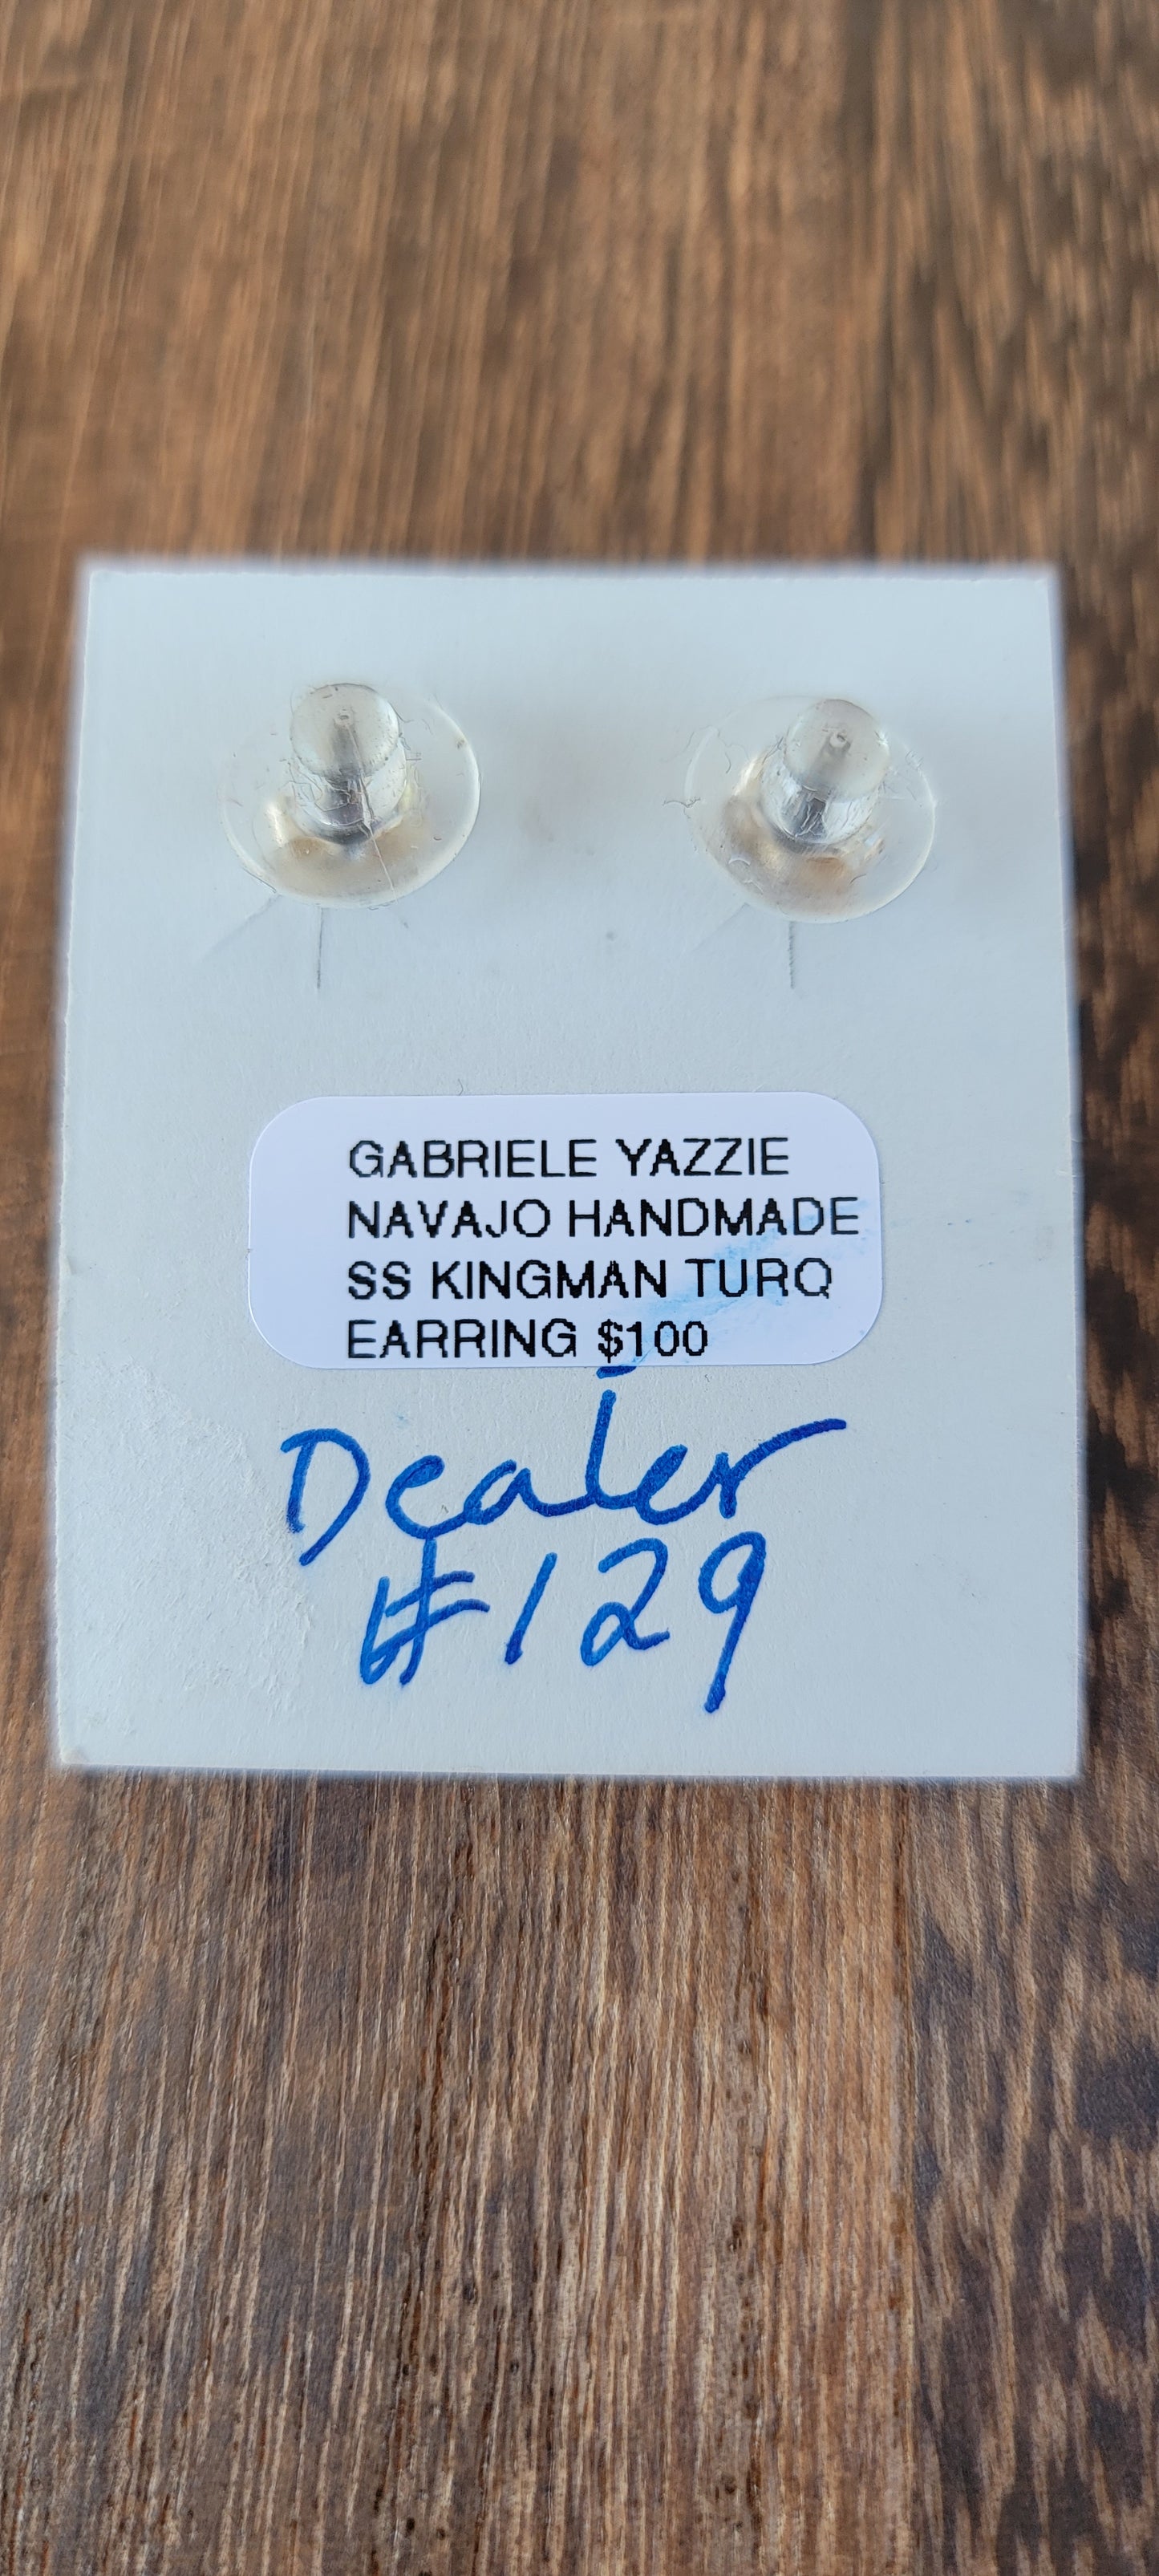 GABRIELE YAZZIE
NAVAJO HANDMADE
SS KINGMAN TURQ
EARRING $100
Dealer
#129